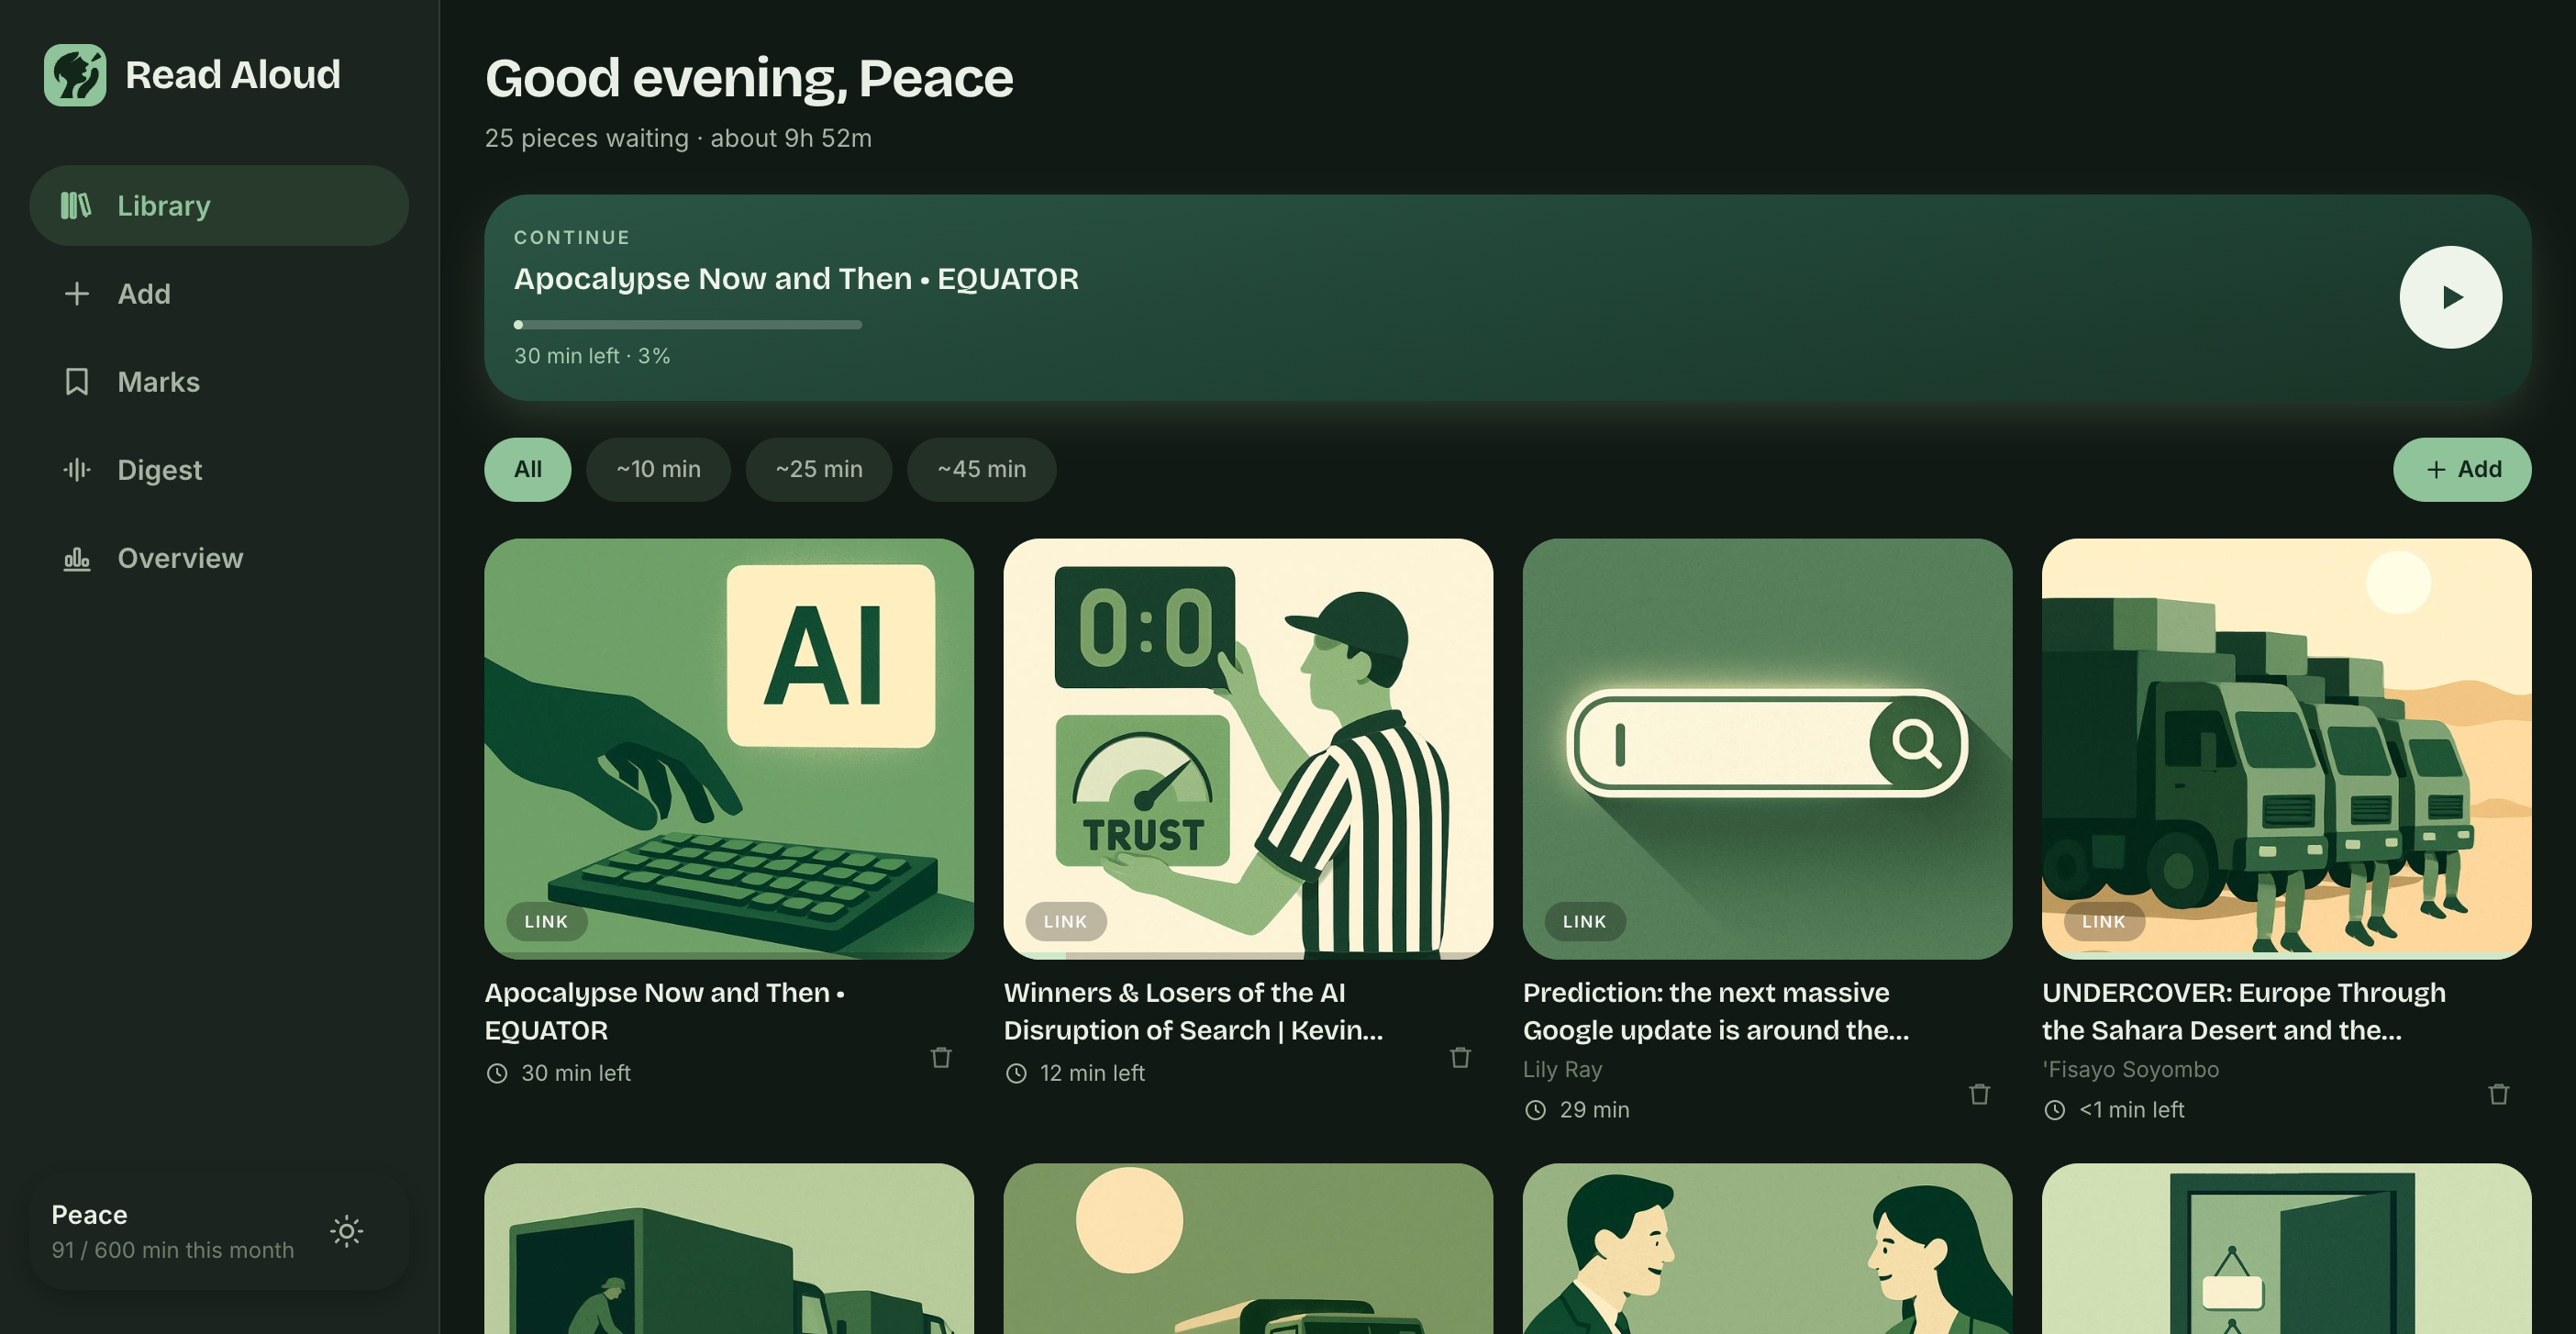 Read Aloud
Library
Add
Marks
Digest
Overview
Peace
91 / 600 min this month
Good evening, Peace
25 pieces waiting · about 9h 52m
CONTINUE
Apocalypse Now and Then • EQUATOR
30 min left · 3%
All
~10 min
~25 min
~45 min
+ Add
AI
LINK
Apocalypse Now and Then •
EQUATOR
30 min left
0:0
TRUST
LINK
Winners & Losers of the AI
Disruption of Search | Kevin...
12 min left
LINK
Prediction: the next massive
Google update is around the...
Lily Ray
29 min
LINK
UNDERCOVER: Europe Through
the Sahara Desert and the...
'Fisayo Soyombo
<1 min left